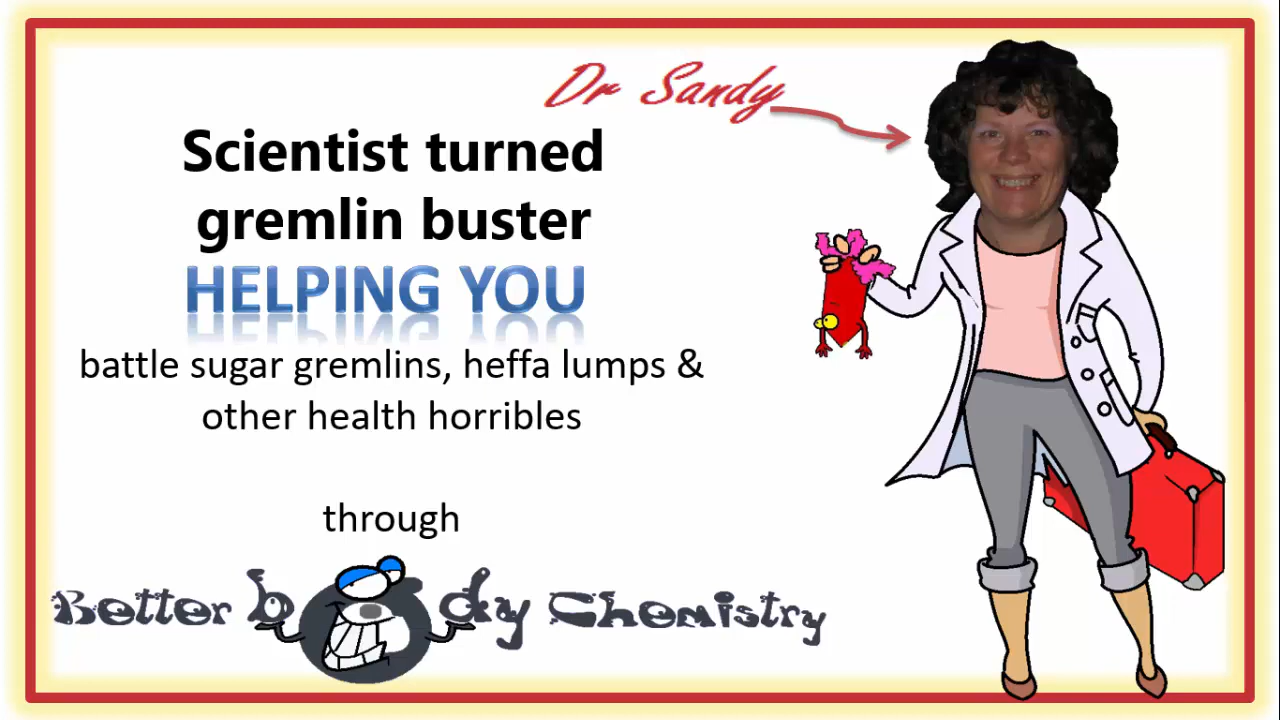 Dr Sandy
Scientist turned
gremlin buster
HELPING YOU
battle sugar gremlins, heffa lumps &
other health horribles
through
Better body Chemistry